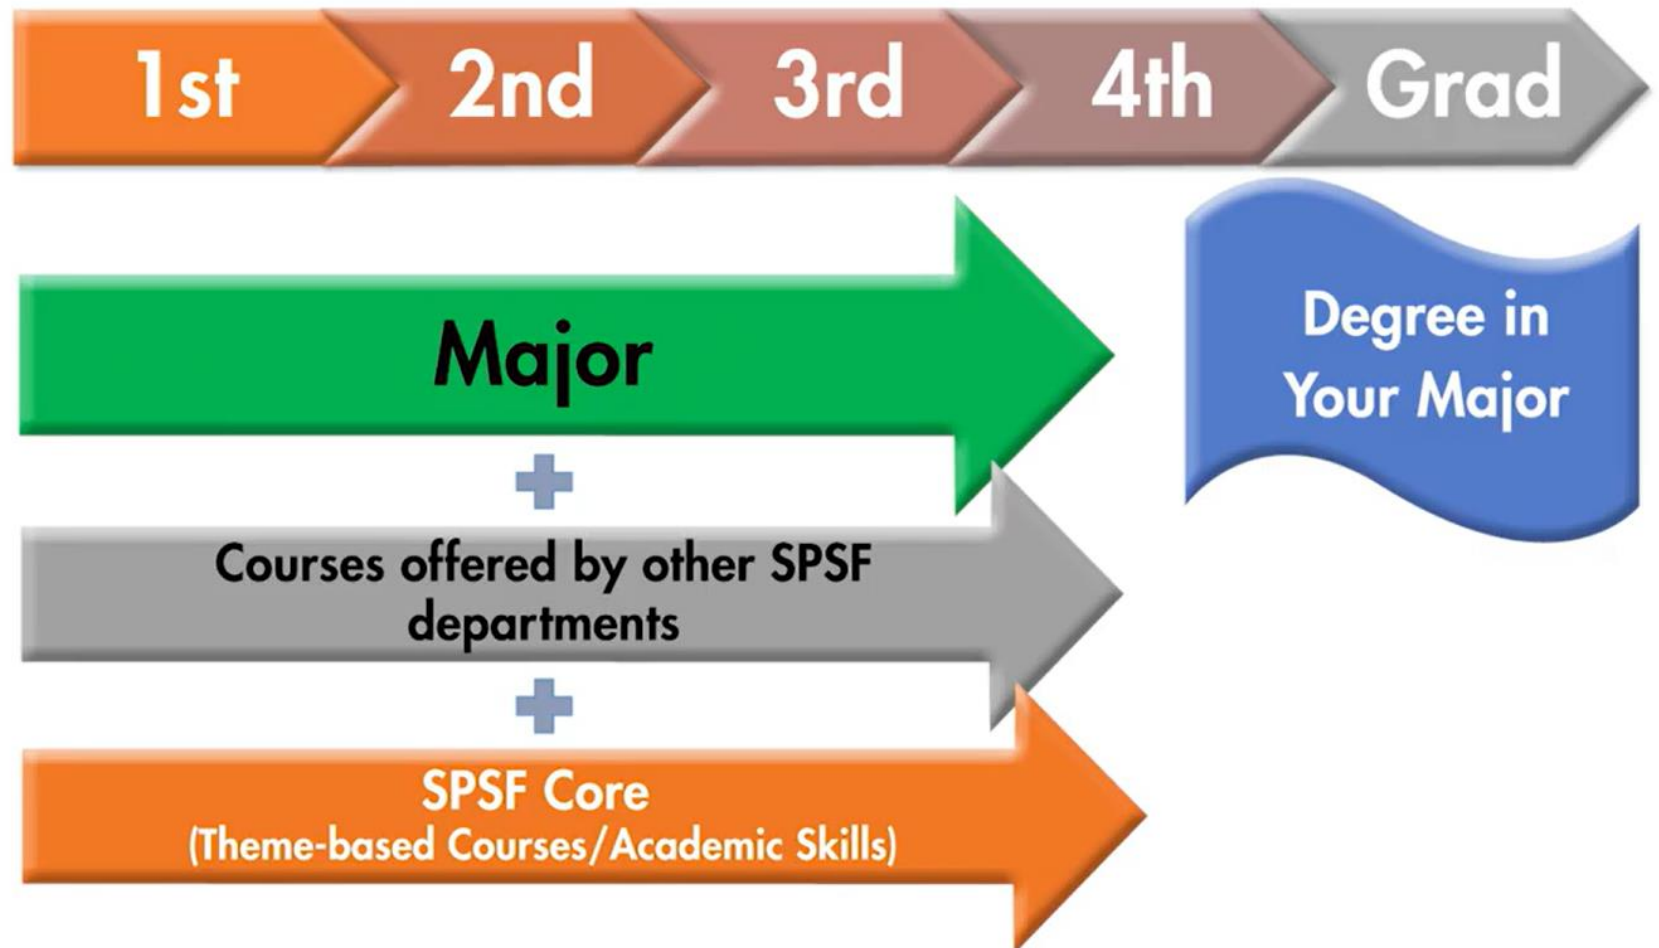 1st 2nd 3rd 4th Grad
Major
Degree in
Your Major
Courses offered by other SPSF
departments
SPSF Core
(Theme-based Courses/Academic Skills)